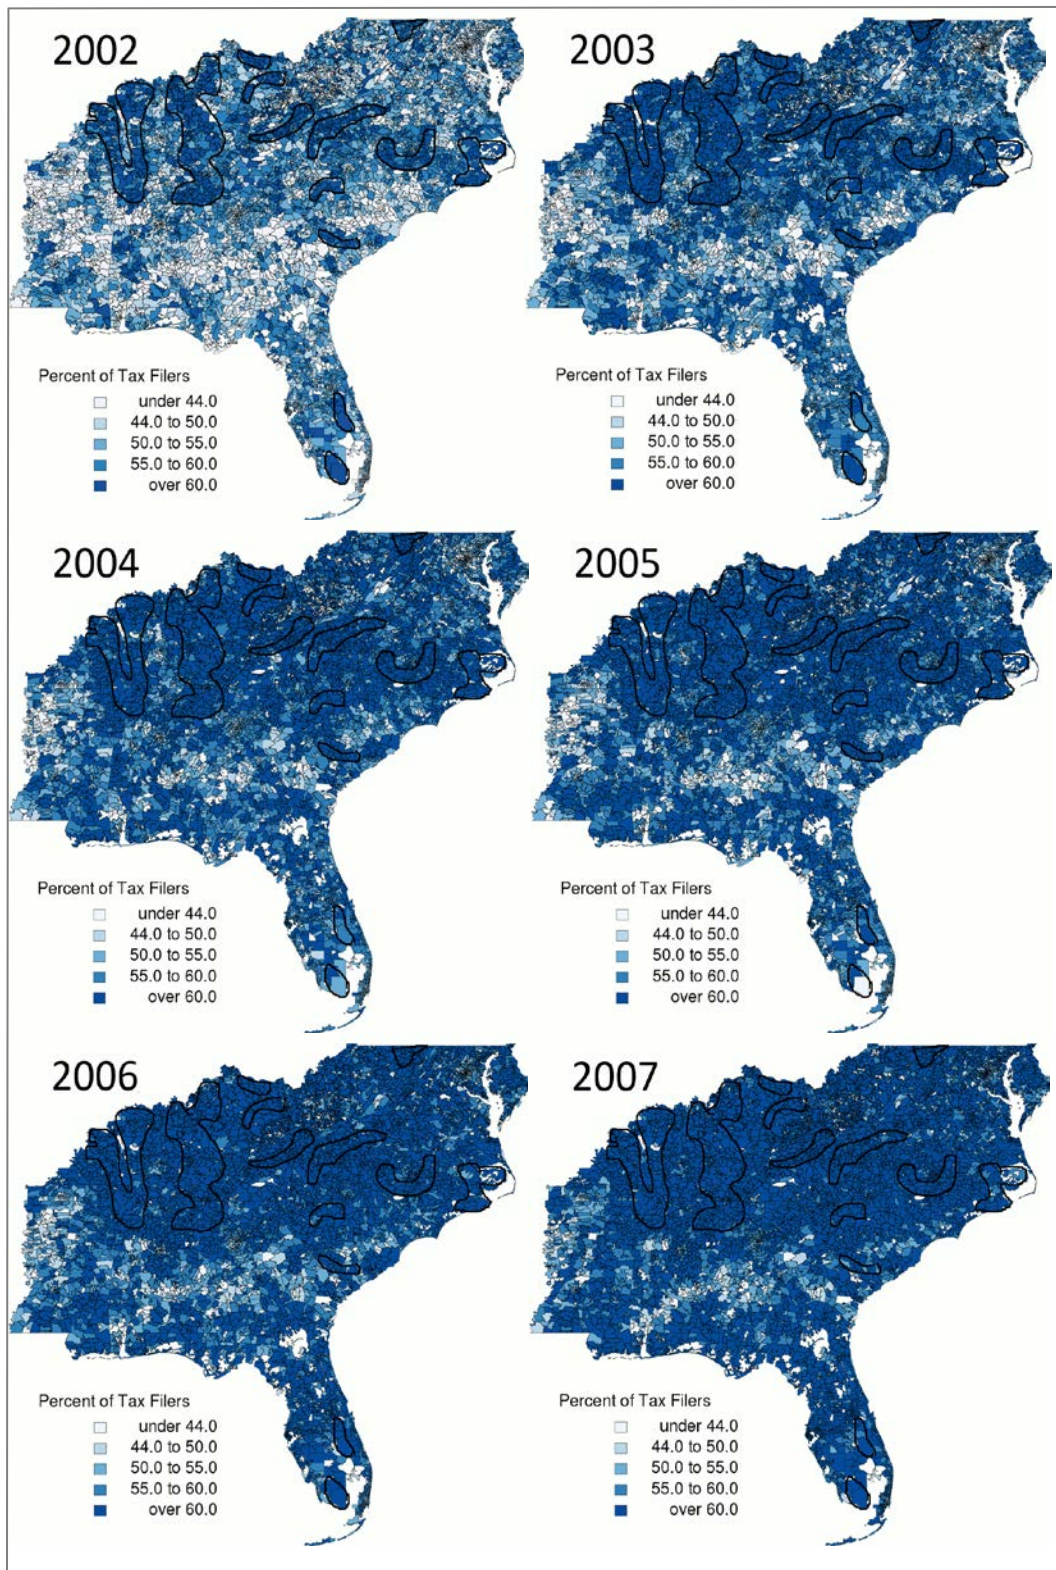 2002
Percent of Tax Filers
under 44.0
44.0 to 50.0
50.0 to 55.0
55.0 to 60.0
over 60.0
2003
Percent of Tax Filers
under 44.0
44.0 to 50.0
50.0 to 55.0
55.0 to 60.0
over 60.0
2004
Percent of Tax Filers
under 44.0
44.0 to 50.0
50.0 to 55.0
55.0 to 60.0
over 60.0
2005
Percent of Tax Filers
under 44.0
44.0 to 50.0
50.0 to 55.0
55.0 to 60.0
over 60.0
2006
Percent of Tax Filers
under 44.0
44.0 to 50.0
50.0 to 55.0
55.0 to 60.0
over 60.0
2007
Percent of Tax Filers
under 44.0
44.0 to 50.0
50.0 to 55.0
55.0 to 60.0
over 60.0